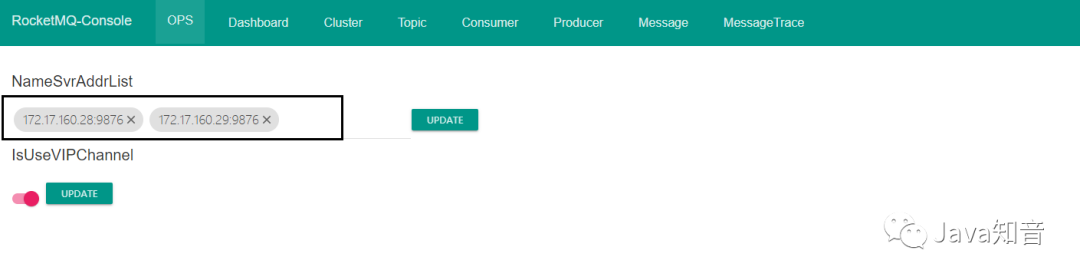 RocketMQ-Console OPS Dashboard Cluster Topic Consumer Producer Message MessageTrace
NameSvrAddrList
172.17.160.28:9876 × 172.17.160.29:9876 × UPDATE
IsUseVIPChannel
UPDATE
Java知音